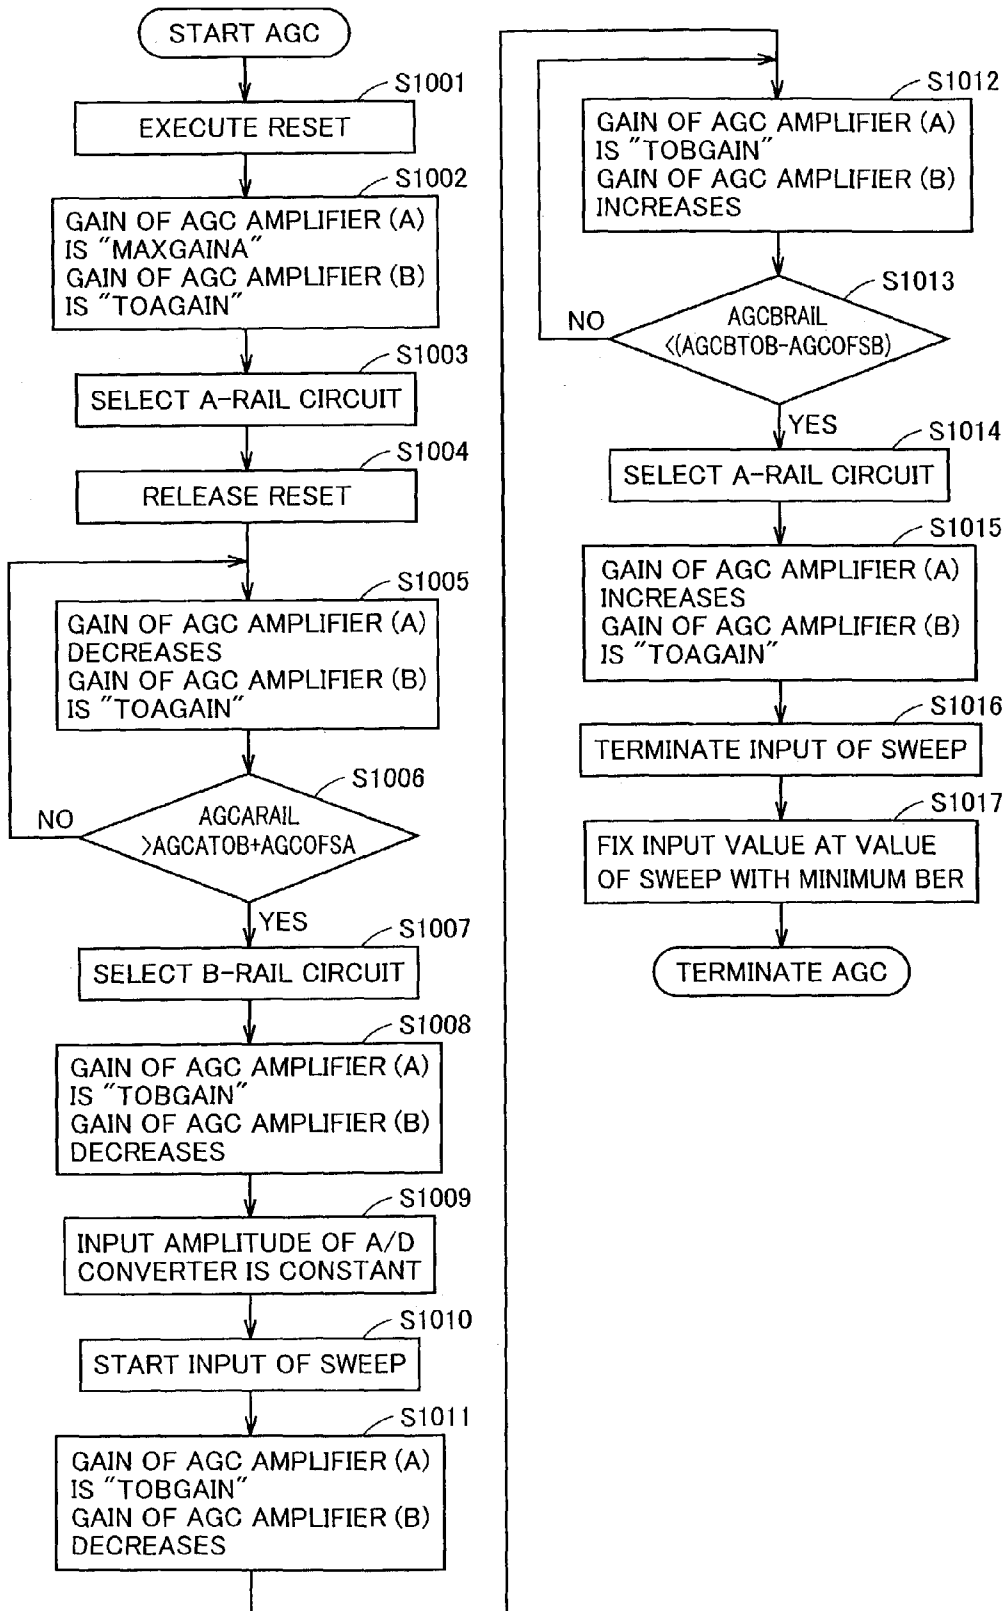 START AGC
S1001
EXECUTE RESET
S1002
GAIN OF AGC AMPLIFIER (A)
IS "MAXGAINA"
GAIN OF AGC AMPLIFIER (B)
IS "TOAGAIN"
S1003
SELECT A-RAIL CIRCUIT
S1004
RELEASE RESET
S1005
GAIN OF AGC AMPLIFIER (A)
DECREASES
GAIN OF AGC AMPLIFIER (B)
IS "TOAGAIN"
S1006
AGCARAIL
>AGCATOB+AGCOFSA
NO
YES
S1007
SELECT B-RAIL CIRCUIT
S1008
GAIN OF AGC AMPLIFIER (A)
IS "TOBGAIN"
GAIN OF AGC AMPLIFIER (B)
DECREASES
S1009
INPUT AMPLITUDE OF A/D
CONVERTER IS CONSTANT
S1010
START INPUT OF SWEEP
S1011
GAIN OF AGC AMPLIFIER (A)
IS "TOBGAIN"
GAIN OF AGC AMPLIFIER (B)
DECREASES
S1012
GAIN OF AGC AMPLIFIER (A)
IS "TOBGAIN"
GAIN OF AGC AMPLIFIER (B)
INCREASES
S1013
AGCBRAIL
<(AGCBTOB-AGCOFSB)
NO
YES
S1014
SELECT A-RAIL CIRCUIT
S1015
GAIN OF AGC AMPLIFIER (A)
INCREASES
GAIN OF AGC AMPLIFIER (B)
IS "TOAGAIN"
S1016
TERMINATE INPUT OF SWEEP
S1017
FIX INPUT VALUE AT VALUE
OF SWEEP WITH MINIMUM BER
TERMINATE AGC